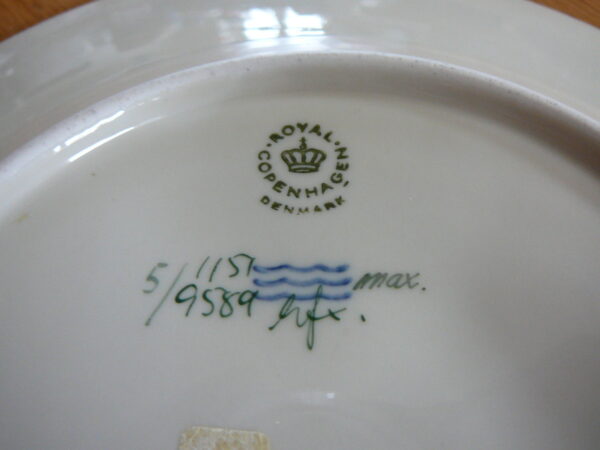 ROYAL COPENHAGEN
DENMARK
5/ 1151 max.
9589